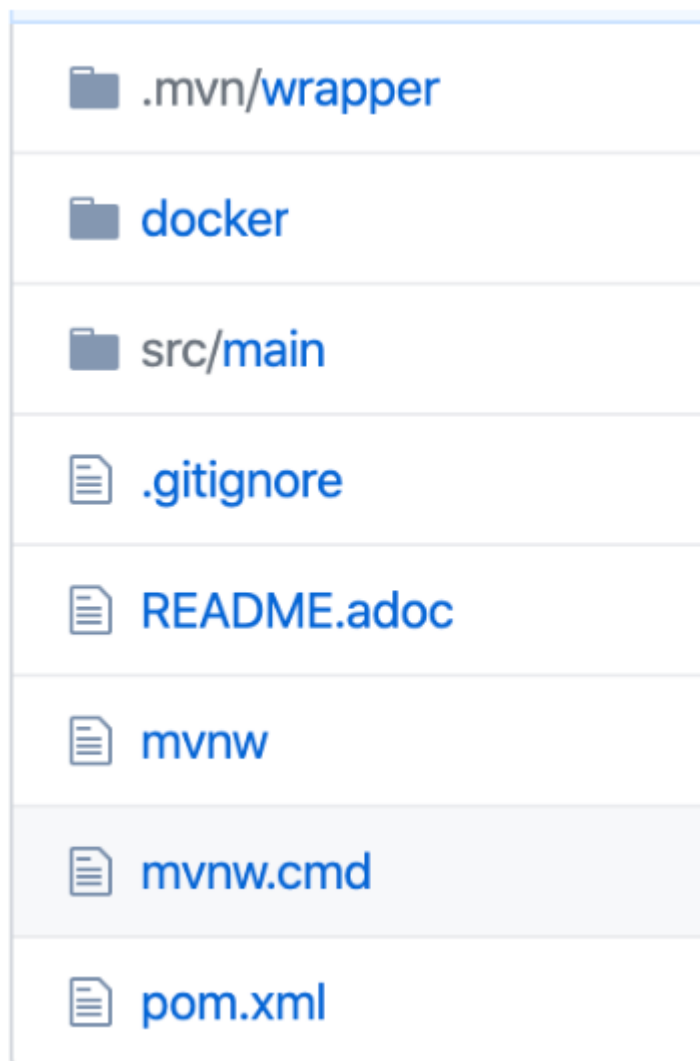 .mvn/wrapper
docker
src/main
.gitignore
README.adoc
mvnw
mvnw.cmd
pom.xml